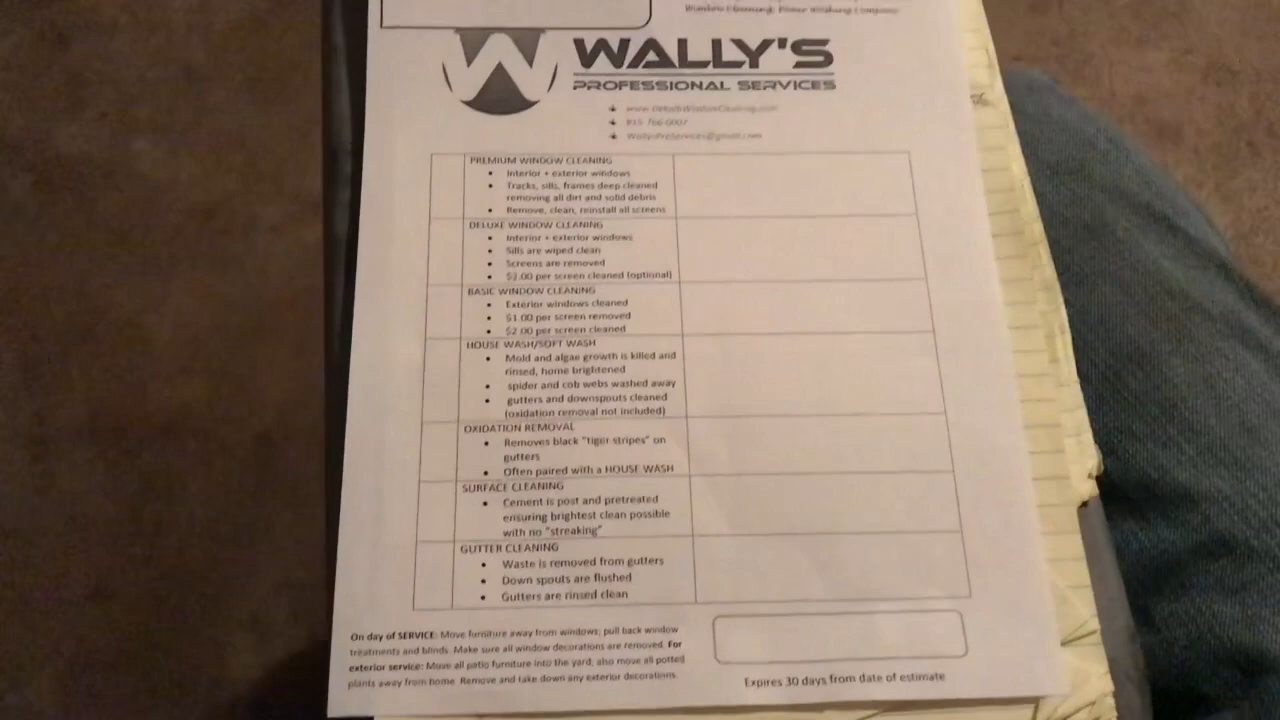 Window Cleaning; Power Washing Company
WALLY'S
PROFESSIONAL SERVICES
PREMIUM WINDOW CLEANING
• Interior + exterior windows
• Tracks, sills, frames deep cleaned
removing all dirt and solid debris
• Remove, clean, reinstall all screens
DELUXE WINDOW CLEANING
• Interior + exterior windows
• Sills are wiped clean
• Screens are removed
• per screen cleaned (optional)
BASIC WINDOW CLEANING
• Exterior windows cleaned
• $1.00 per screen removed
• $2.00 per screen cleaned
HOUSE WASH/SOFT WASH
• Mold and algae growth is killed and
rinsed, home brightened
• spider and cob webs washed away
• gutters and downspouts cleaned
(oxidation removal not included)
OXIDATION REMOVAL
• Removes black "tiger stripes" on
gutters
• Often paired with a HOUSE WASH
SURFACE CLEANING
• Cement is post and pretreated
ensuring brightest clean possible
with no "streaking"
GUTTER CLEANING
• Waste is removed from gutters
• Down spouts are flushed
• Gutters are rinsed clean
On day of SERVICE: Move furniture away from windows; pull back window
treatments and blinds. Make sure all window decorations are removed. For
exterior service: Move all patio furniture into the yard, also move all potted
plants away from home. Remove and take down any exterior decorations.
Expires 30 days from date of estimate